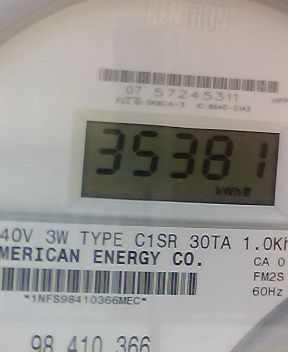 CENTRON
07 57245311
35381
kWh
40V 3W TYPE C1SR 30TA 1.0Kh
MERICAN ENERGY CO.
CA 0
FM2S
60Hz
*1NFS98410366MEC*
98 410 366